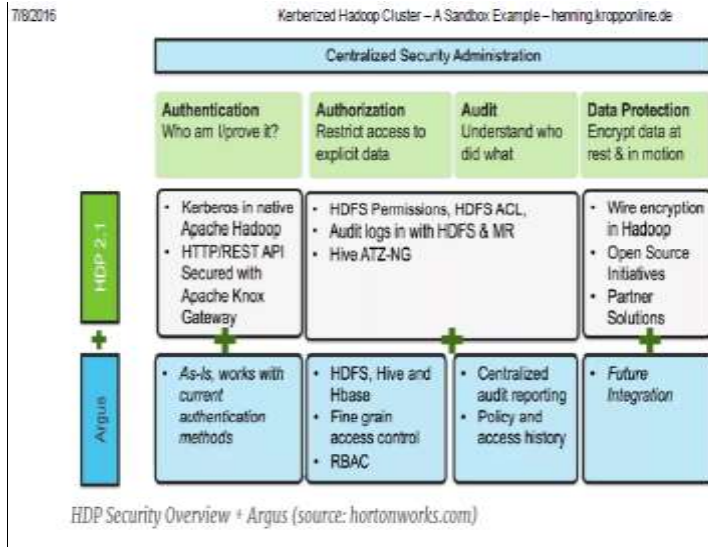 7/8/2016
Kerberized Hadoop Cluster – A Sandbox Example – henning.kropponline.de
Centralized Security Administration
Authentication
Who am I/prove it?
Authorization
Restrict access to
explicit data
Audit
Understand who
did what
Data Protection
Encrypt data at
rest & in motion
HDP 2.1
• Kerberos in native
Apache Hadoop
• HTTP/REST API
Secured with
Apache Knox
Gateway
• HDFS Permissions, HDFS ACL,
• Audit logs in with HDFS & MR
• Hive ATZ-NG
• Wire encryption
in Hadoop
• Open Source
Initiatives
• Partner
Solutions
+
+
+
+
Argus
• As-Is, works with
current
authentication
methods
• HDFS, Hive and
Hbase
• Fine grain
access control
• RBAC
• Centralized
audit reporting
• Policy and
access history
• Future
Integration
HDP Security Overview + Argus (source: hortonworks.com)